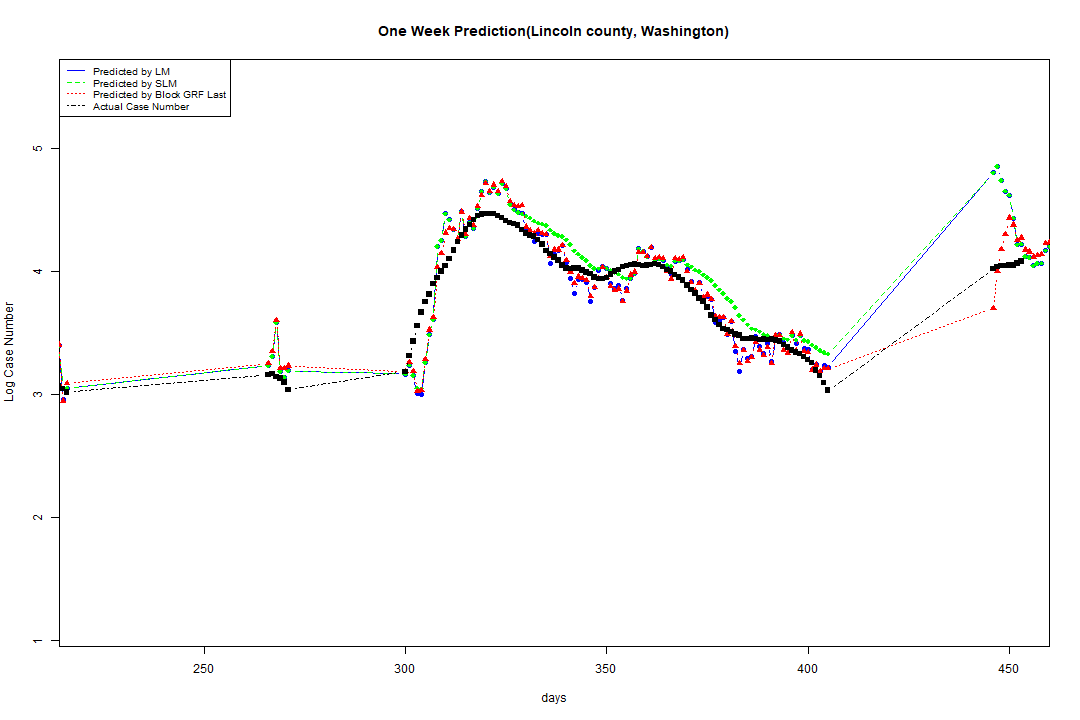 One Week Prediction(Lincoln county, Washington)
Predicted by LM
Predicted by SLM
Predicted by Block GRF Last
Actual Case Number
5
4
3
2
1
Log Case Number
250
300
350
400
450
days